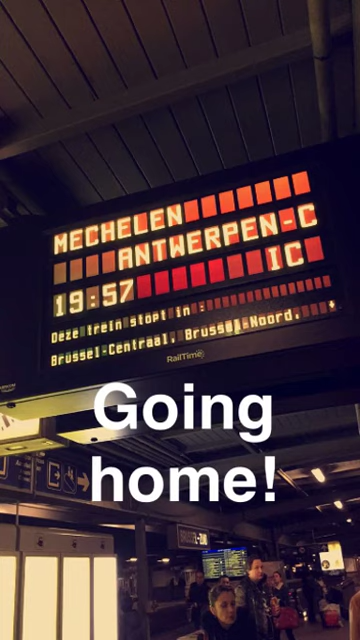 MECHELEN
ANTWERPEN-C
IC
19:57
Deze trein stopt in :
Brussel-Centraal, Brussel-Noord,
RailTime
Going
home!